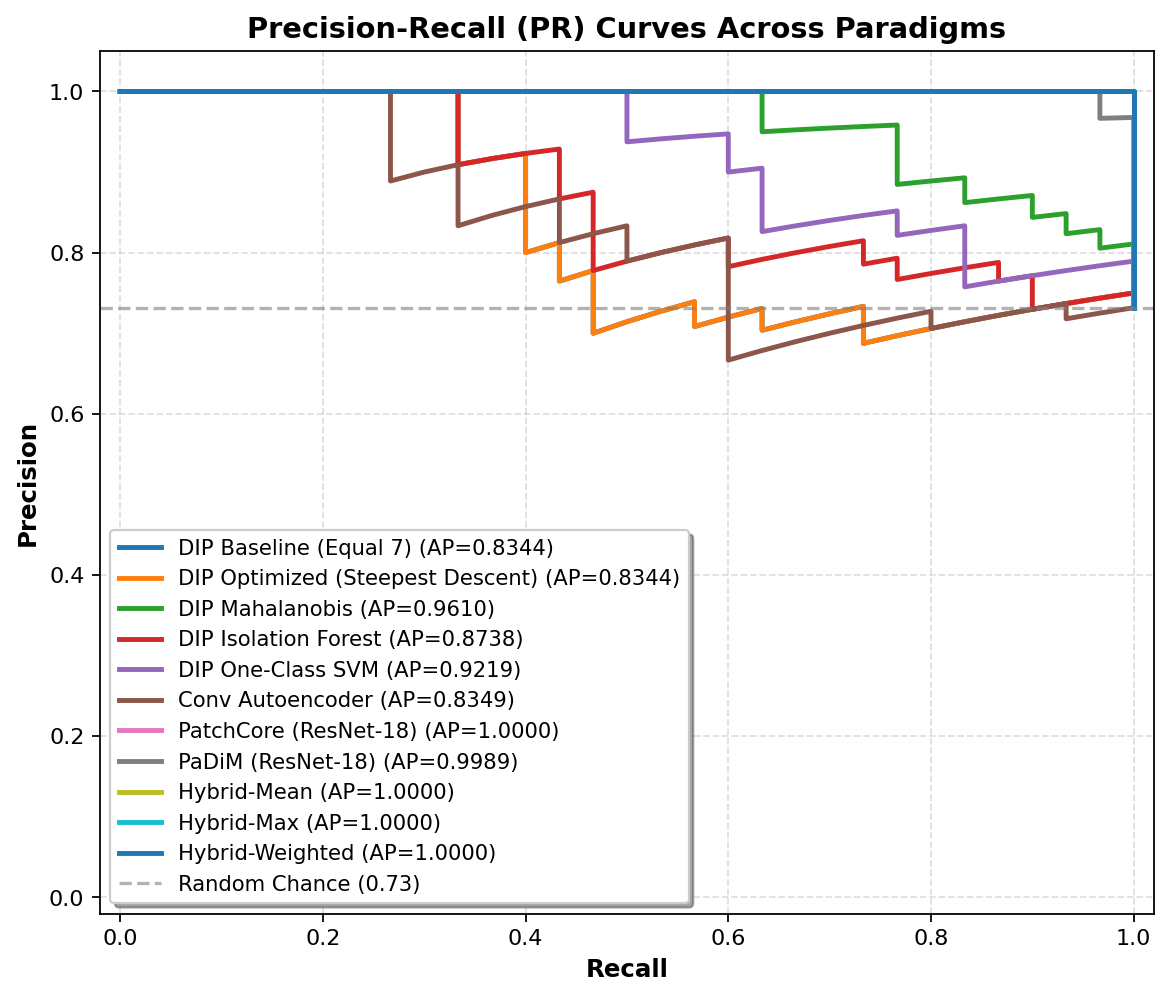 Precision-Recall (PR) Curves Across Paradigms
1.0
0.8
0.6
0.4
0.2
0.0
Precision
DIP Baseline (Equal 7) (AP=0.8344)
DIP Optimized (Steepest Descent) (AP=0.8344)
DIP Mahalanobis (AP=0.9610)
DIP Isolation Forest (AP=0.8738)
DIP One-Class SVM (AP=0.9219)
Conv Autoencoder (AP=0.8349)
PatchCore (ResNet-18) (AP=1.0000)
PaDiM (ResNet-18) (AP=0.9989)
Hybrid-Mean (AP=1.0000)
Hybrid-Max (AP=1.0000)
Hybrid-Weighted (AP=1.0000)
Random Chance (0.73)
0.0 0.2 0.4 0.6 0.8 1.0
Recall